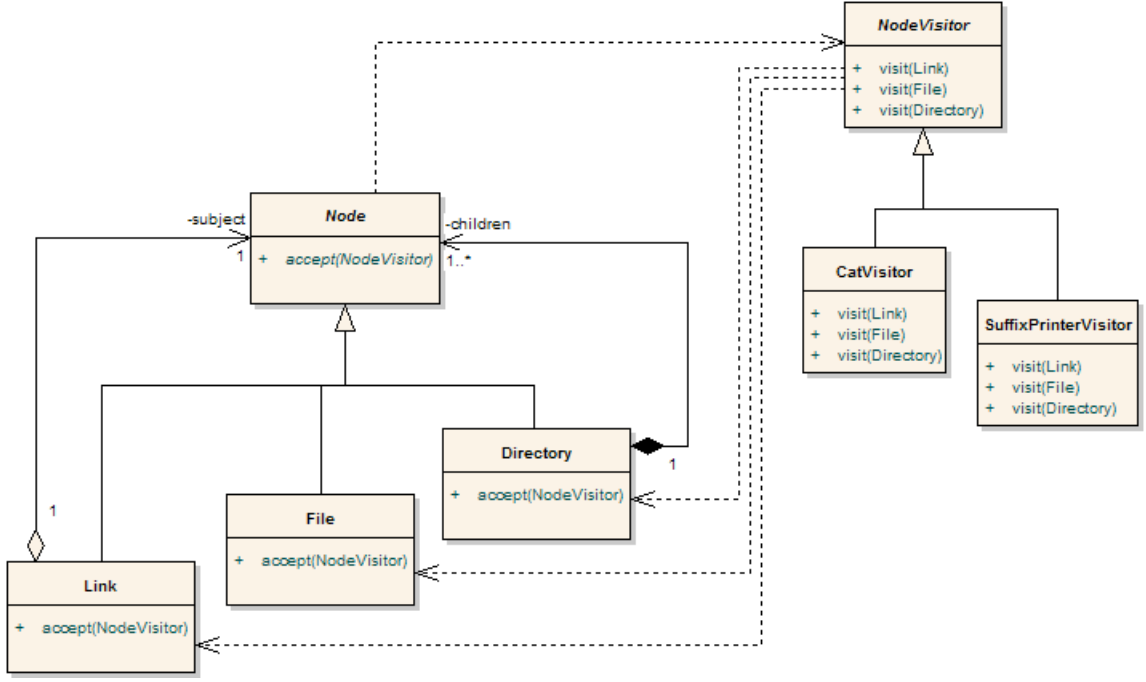 NodeVisitor
+ visit(Link)
+ visit(File)
+ visit(Directory)
Node
+ accept(NodeVisitor)
-subject
1
-children
1..*
CatVisitor
+ visit(Link)
+ visit(File)
+ visit(Directory)
SuffixPrinterVisitor
+ visit(Link)
+ visit(File)
+ visit(Directory)
Directory
+ accept(NodeVisitor)
1
File
+ accept(NodeVisitor)
1
Link
+ accept(NodeVisitor)